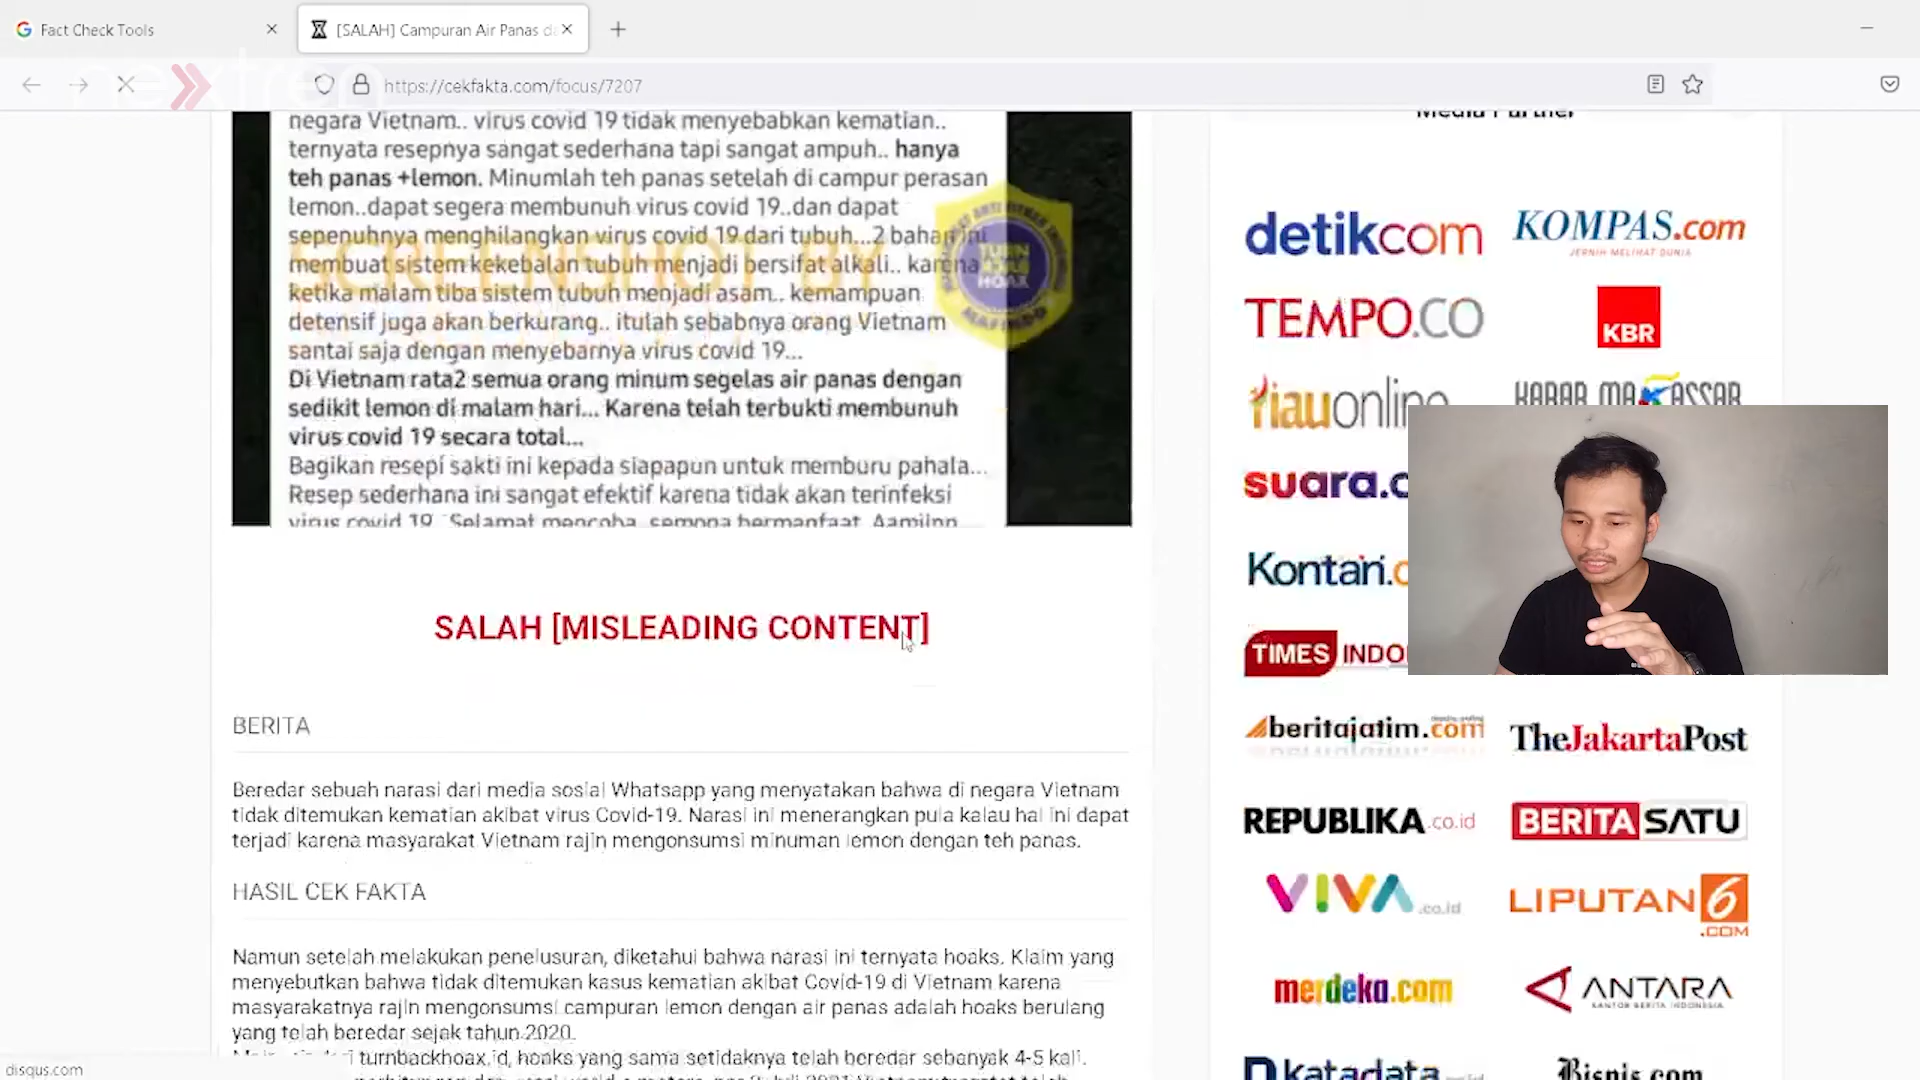 Fact Check Tools
[SALAH] Campuran Air Panas d
nextren
https://cekfakta.com/focus/7207
negara Vietnam.. virus covid 19 tidak menyebabkan kematian..
ternyata resepnya sangat sederhana tapi sangat ampuh.. hanya
teh panas +lemon. Minumlah teh panas setelah di campur perasan
lemon..dapat segera membunuh virus covid 19..dan dapat
sepenuhnya menghilangkan virus covid 19 dari tubuh...2 bahan ini
membuat sistem kekebalan tubuh menjadi bersifat alkali.. karena
ketika malam tiba sistem tubuh menjadi asam.. kemampuan
detensif juga akan berkurang.. itulah sebabnya orang Vietnam
santai saja dengan menyebarnya virus covid 19...
Di Vietnam rata2 semua orang minum segelas air panas dengan
sedikit lemon di malam hari... Karena telah terbukti membunuh
virus covid 19 secara total...
Bagikan resepi sakti ini kepada siapapun untuk memburu pahala...
Resep sederhana ini sangat efektif karena tidak akan terinfeksi
virus covid 19. Selamat mencoba, semoga bermanfaat. Aamiinn
SCREENSHOT BY
TURN BACK HOAX
MAFINDO
SALAH [MISLEADING CONTENT]
BERITA
Beredar sebuah narasi dari media sosial Whatsapp yang menyatakan bahwa di negara Vietnam
tidak ditemukan kematian akibat virus Covid-19. Narasi ini menerangkan pula kalau hal ini dapat
terjadi karena masyarakat Vietnam rajin mengonsumsi minuman lemon dengan teh panas.
HASIL CEK FAKTA
Namun setelah melakukan penelusuran, diketahui bahwa narasi ini ternyata hoaks. Klaim yang
menyebutkan bahwa tidak ditemukan kasus kematian akibat Covid-19 di Vietnam karena
masyarakatnya rajin mengonsumsi campuran lemon dengan air panas adalah hoaks berulang
yang telah beredar sejak tahun 2020.
turnbackhoax.id, hoaks yang sama setidaknya telah beredar sebanyak 4-5 kali.
disqus.com
Media Partner
detikcom
KOMPAS.com
JERNIH MELIHAT DUNIA
TEMPO.CO
KBR
riauonline
KABAR MAKASSAR
suara.c
Kontan.c
TIMES INDO
beritajatim.com
TheJakartaPost
REPUBLIKA.co.id
BERITA SATU
VIVA.co.id
LIPUTAN 6 .COM
merdeka.com
ANTARA
KANTOR BERITA INDONESIA
katadata
Bisnis.com